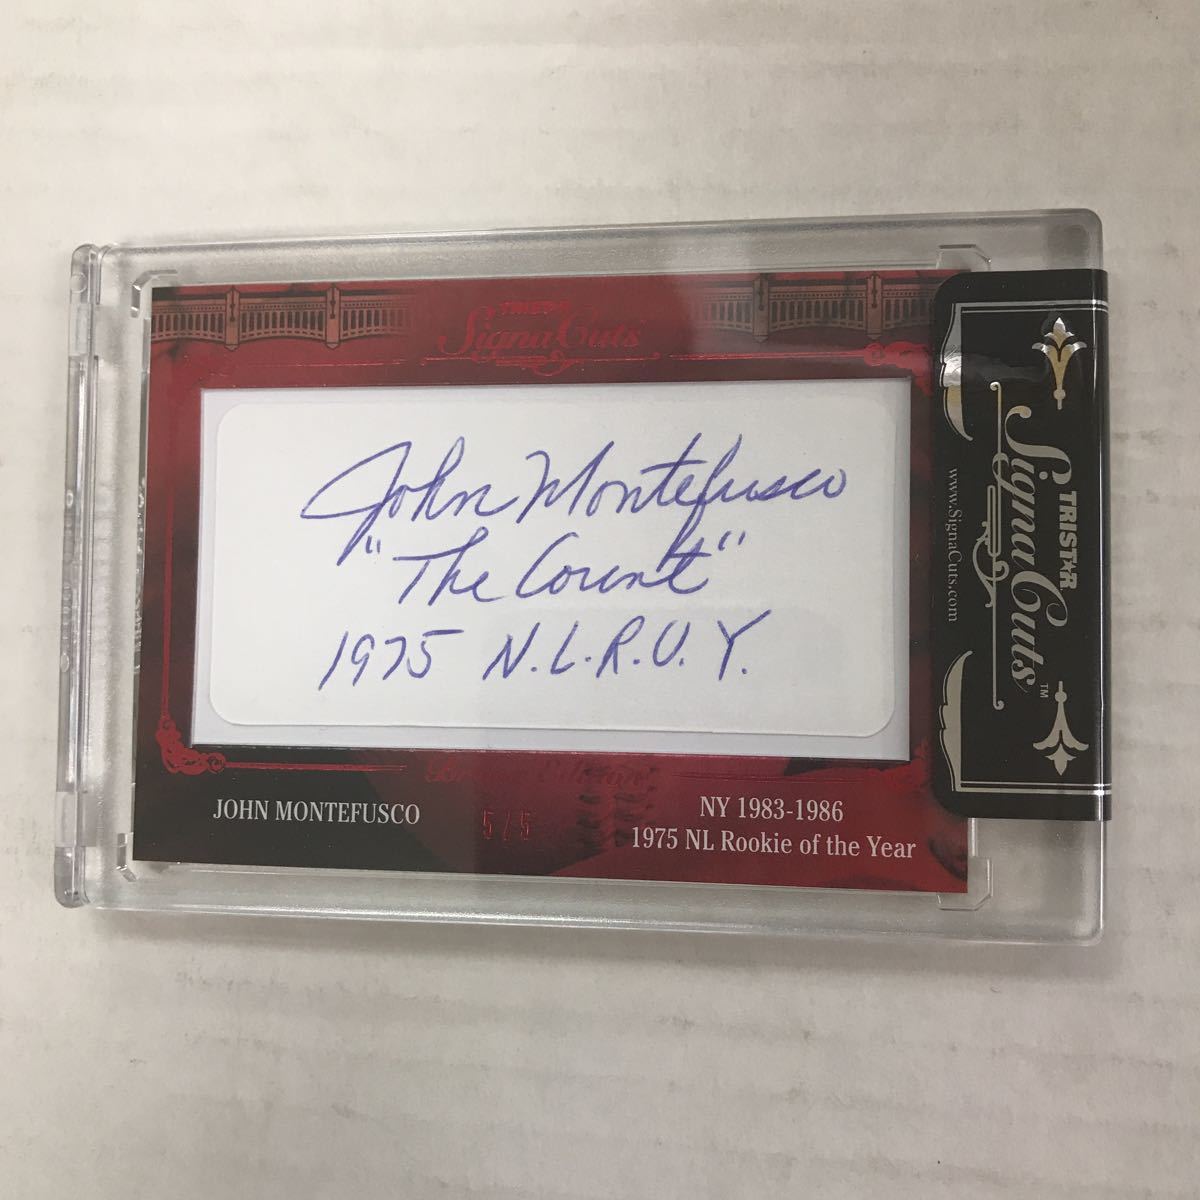 TRISTAR
SignaCuts
John Montefusco
"The Count"
1975 N.L.R.O.Y.
JOHN MONTEFUSCO
5/5
NY 1983-1986
1975 NL Rookie of the Year
TRISTAR
SignaCuts™
www.SignaCuts.com